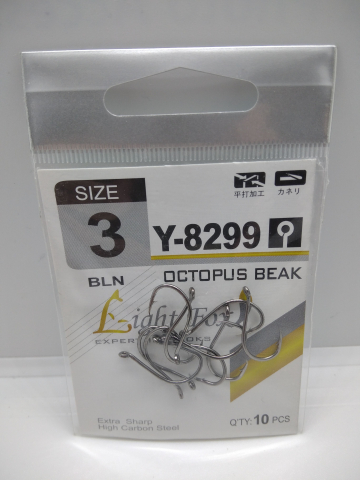 SIZE
3
BLN
平打加工
カネリ
Y-8299
OCTOPUS BEAK
Light Fox
Extra Sharp
High Carbon Steel
Q'TY: 10 PCS